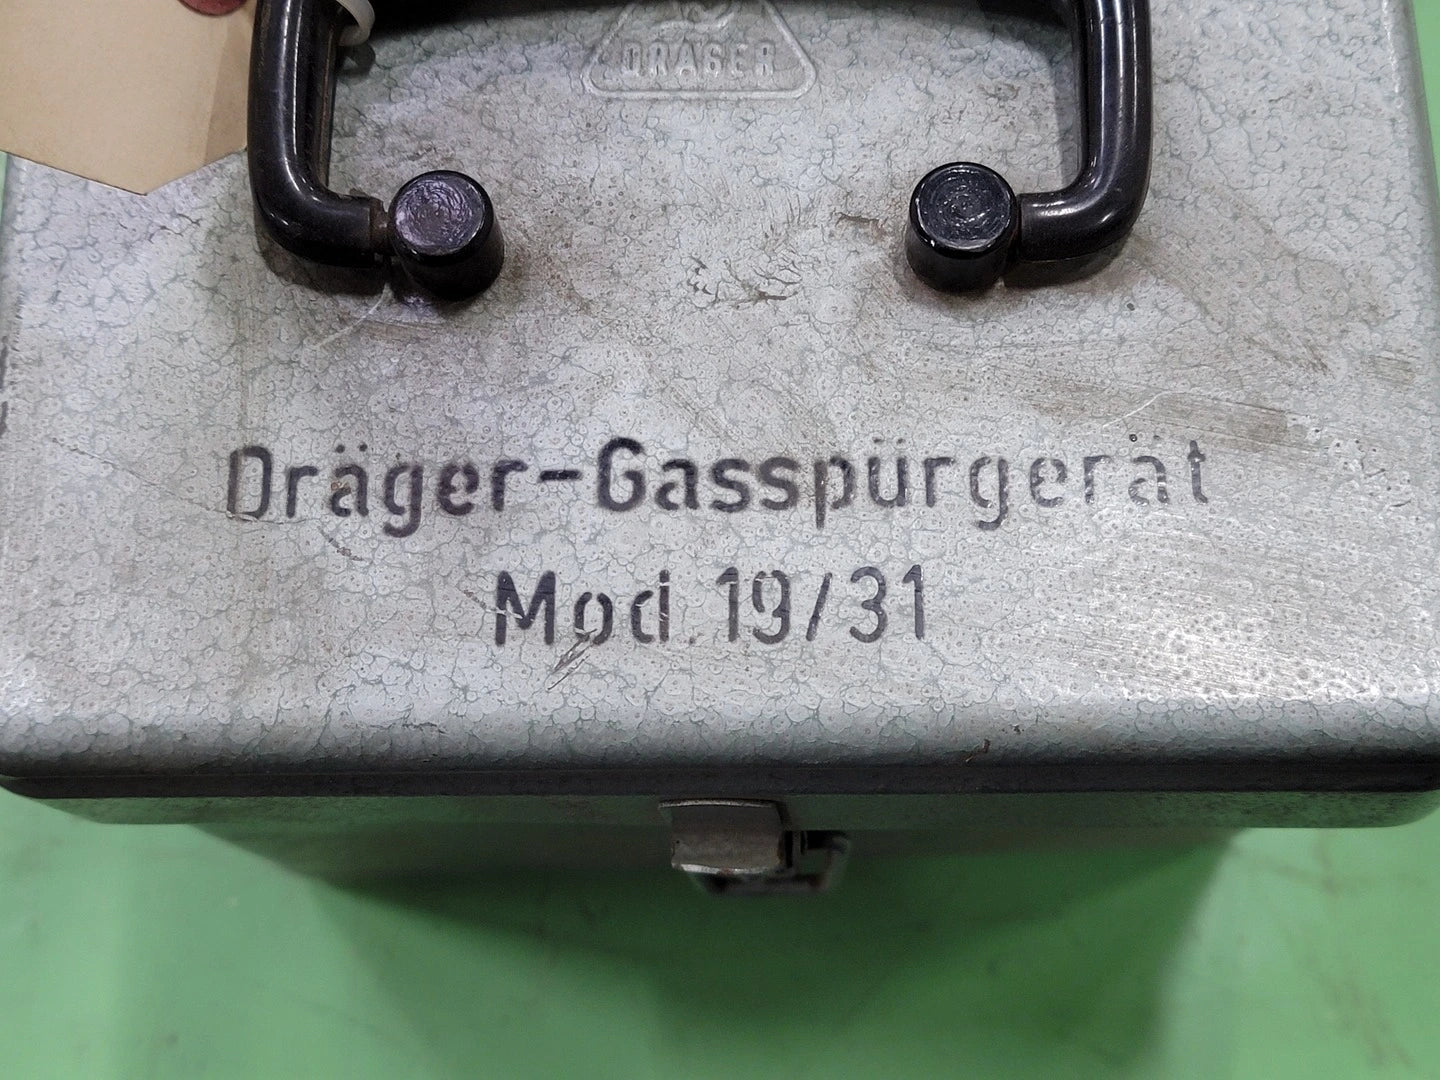 DRÄGER
Dräger-Gasspürgerät
Mod. 19/31